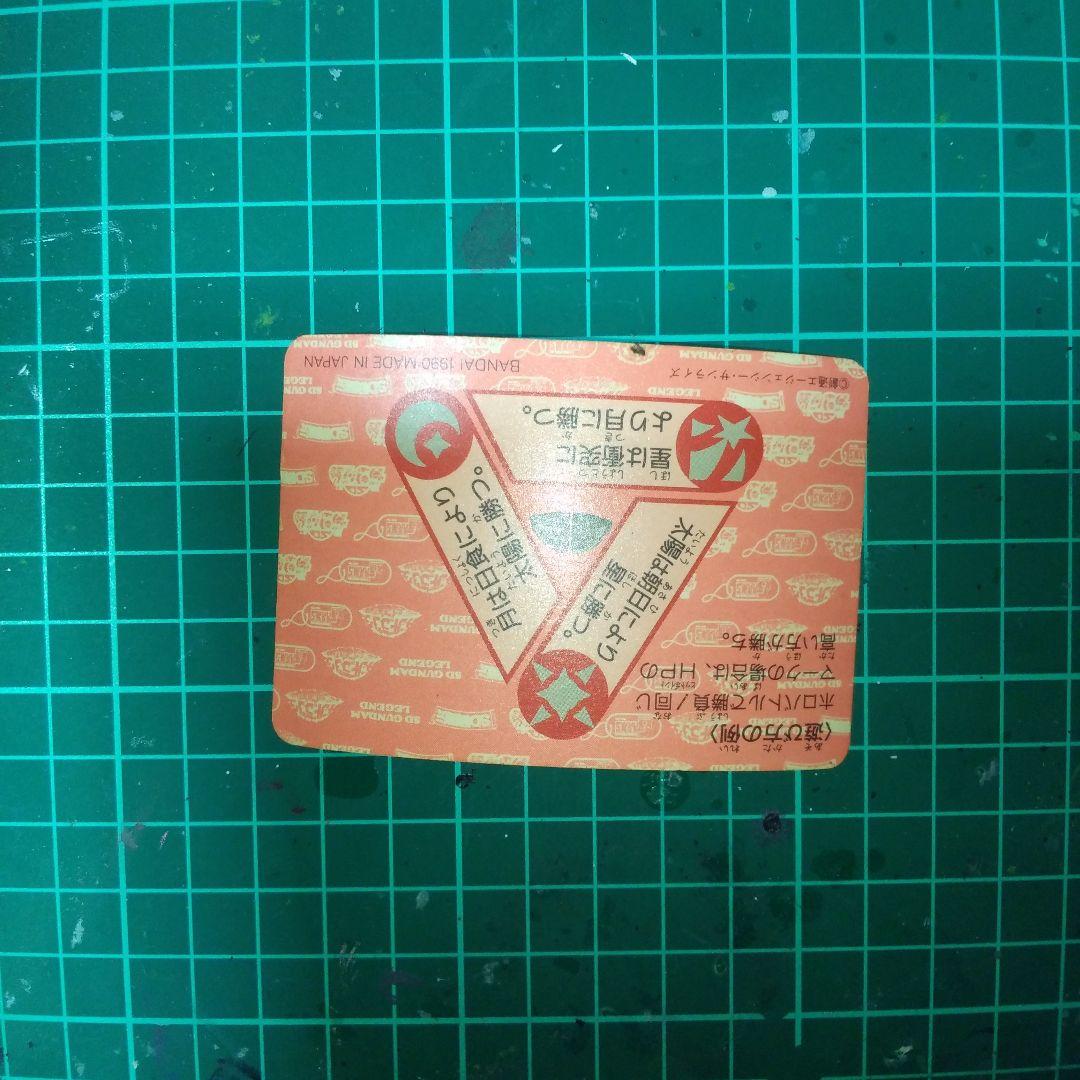 〈遊び方の例〉
ホロバトルで勝負！同じ
マークの場合は、HPの
高い方が勝ち。
太陽は朝日により
星に勝つ。
月は日食により
太陽に勝つ。
星は衝突に
より月に勝つ。
©創通エージェンシー・サンライズ
BANDAI 1990 MADE IN JAPAN
SD GUNDAM
LEGEND